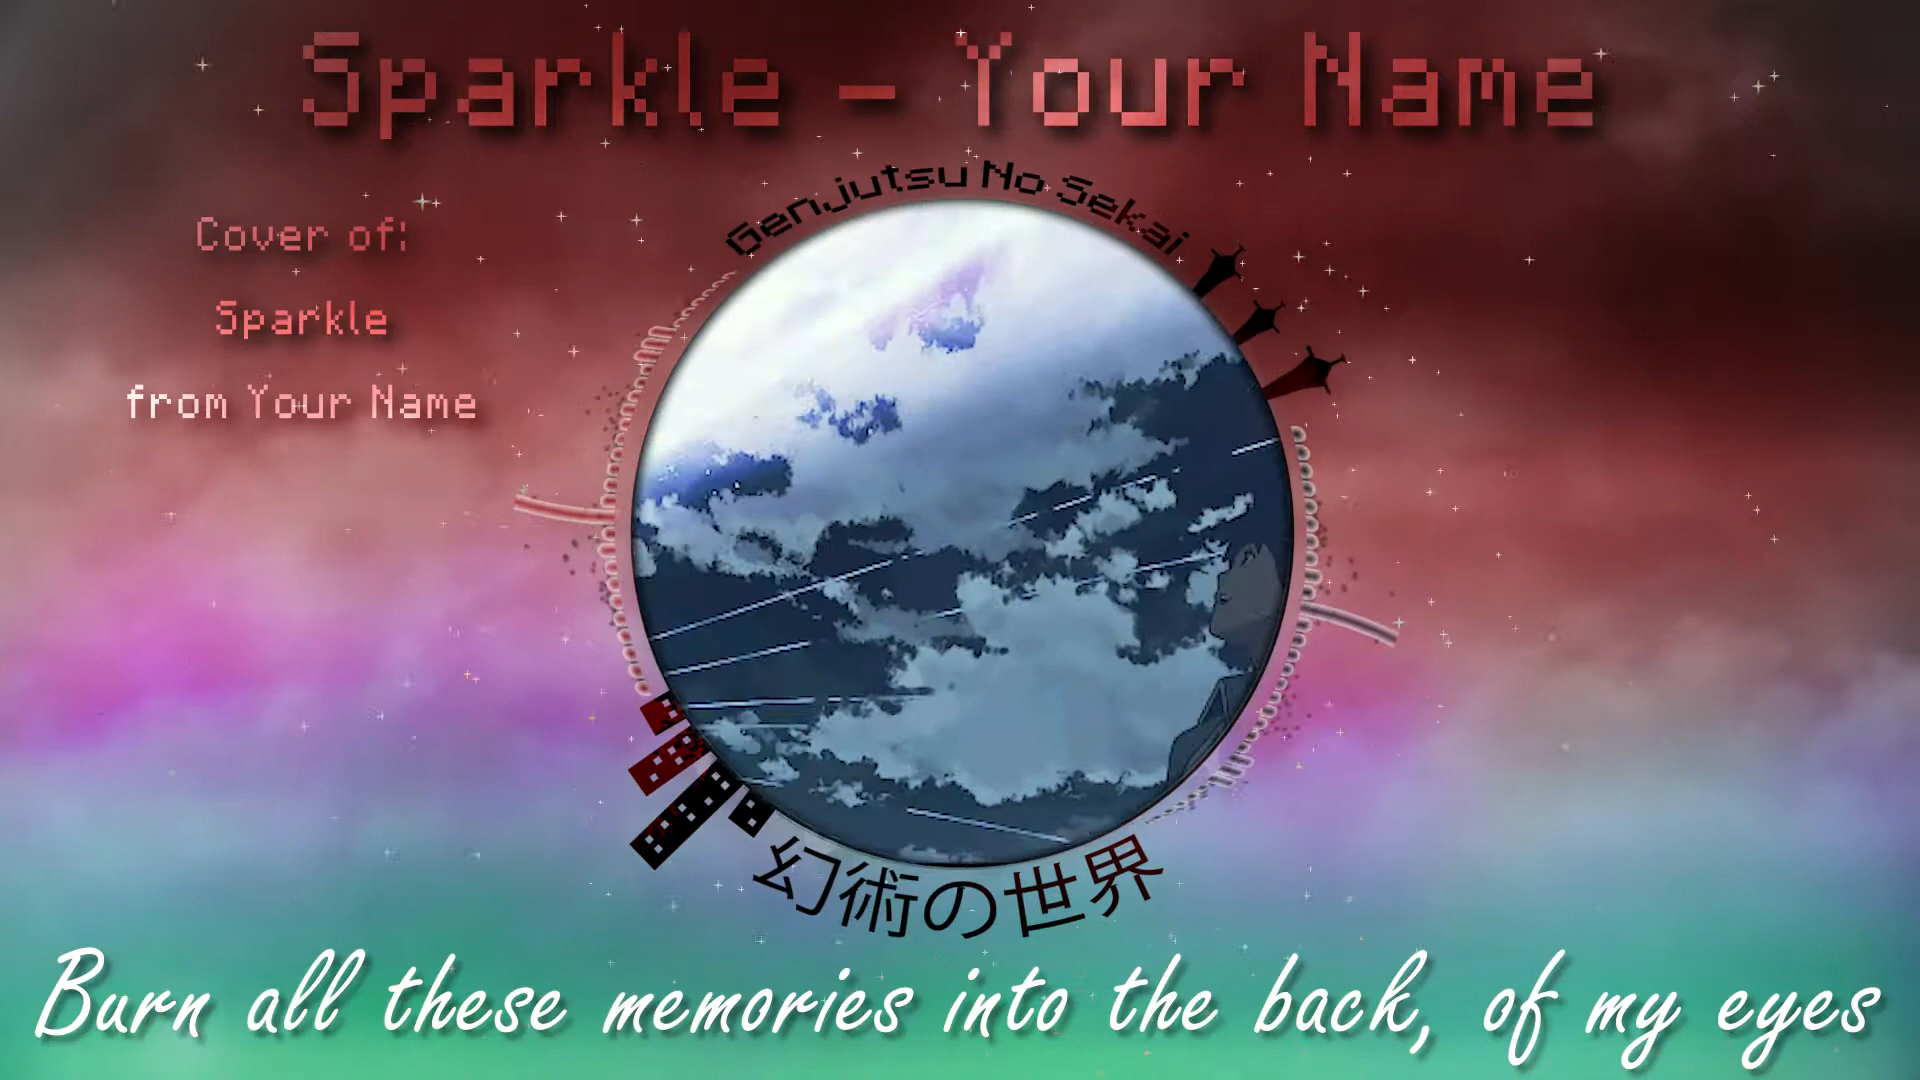 Sparkle - Your Name
Genjutsu No Sekai
Cover of:
Sparkle
from Your Name
幻術の世界
Burn all these memories into the back, of my eyes